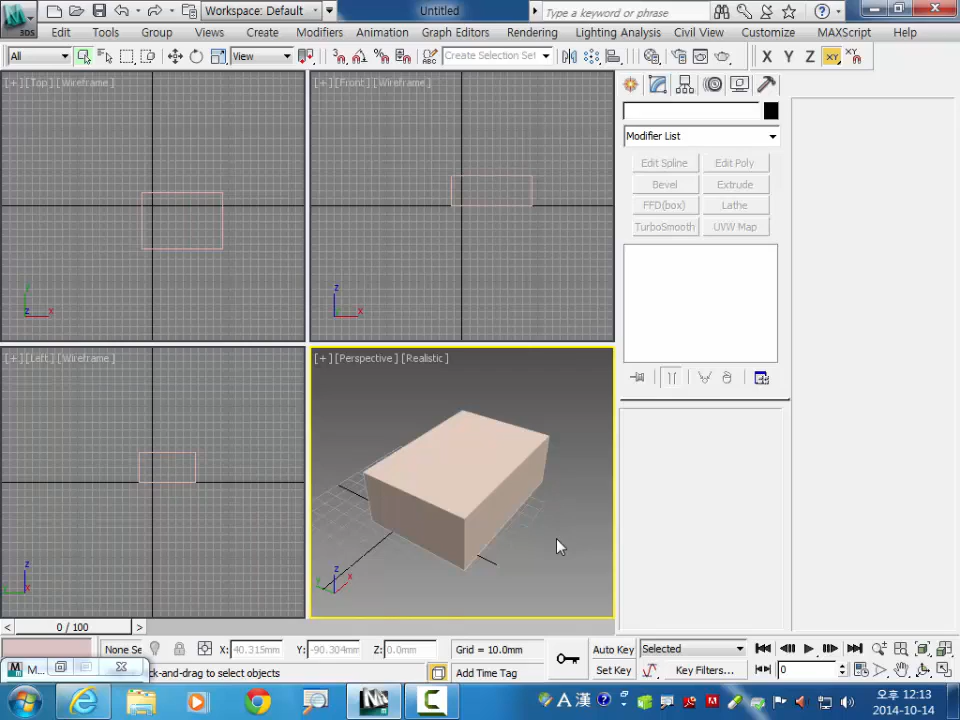 Workspace: Default
Untitled
Type a keyword or phrase
3DS
Edit Tools Group Views Create Modifiers Animation Graph Editors Rendering Lighting Analysis Civil View Customize MAXScript Help
All
View
Create Selection Set
X Y Z XY XY
[+][Top][Wireframe]
[+][Front][Wireframe]
Modifier List
Edit Spline Edit Poly
Bevel Extrude
FFD(box) Lathe
TurboSmooth UVW Map
y
z x
z
x
[+][Left][Wireframe]
[+][Perspective][Realistic]
z
y x
z
y x
< 0 / 100 >
None Se
X: 40.315mm Y: -90.304mm Z: 0.0mm
Grid = 10.0mm
Auto Key Selected
M...
ck-and-drag to select objects
Add Time Tag
Set Key
Key Filters...
0
A 漢
오후 12:13
2014-10-14